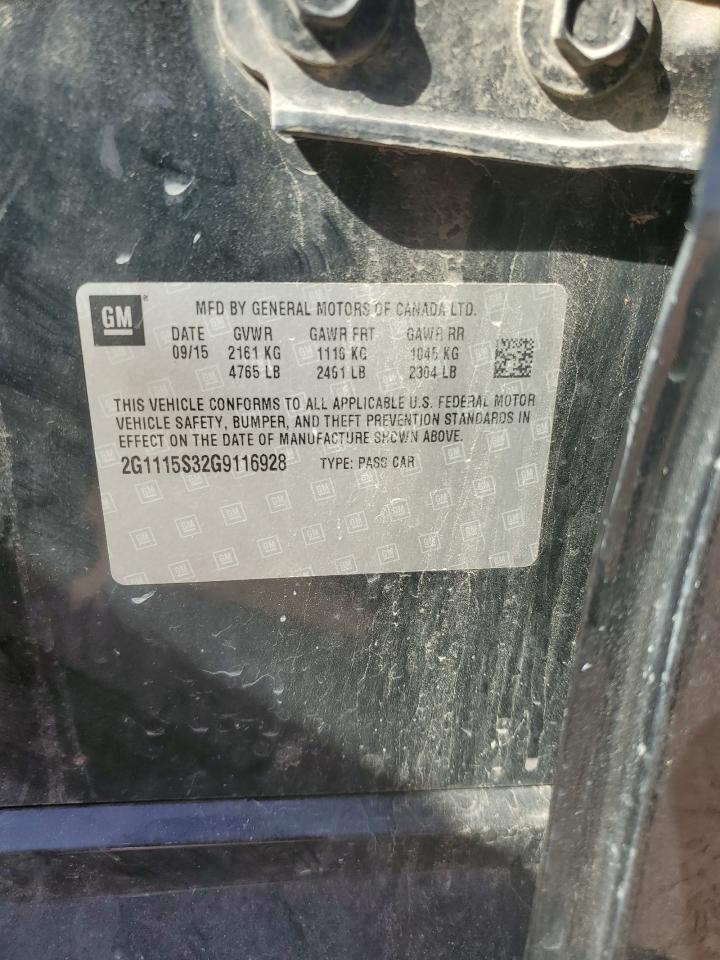 GM
MFD BY GENERAL MOTORS OF CANADA LTD.
DATE GVWR GAWR FRT GAWR RR
09/15 2161 KG 1116 KG 1045 KG
4765 LB 2461 LB 2304 LB
THIS VEHICLE CONFORMS TO ALL APPLICABLE U.S. FEDERAL MOTOR
VEHICLE SAFETY, BUMPER, AND THEFT PREVENTION STANDARDS IN
EFFECT ON THE DATE OF MANUFACTURE SHOWN ABOVE.
2G1115S32G9116928 TYPE: PASS CAR